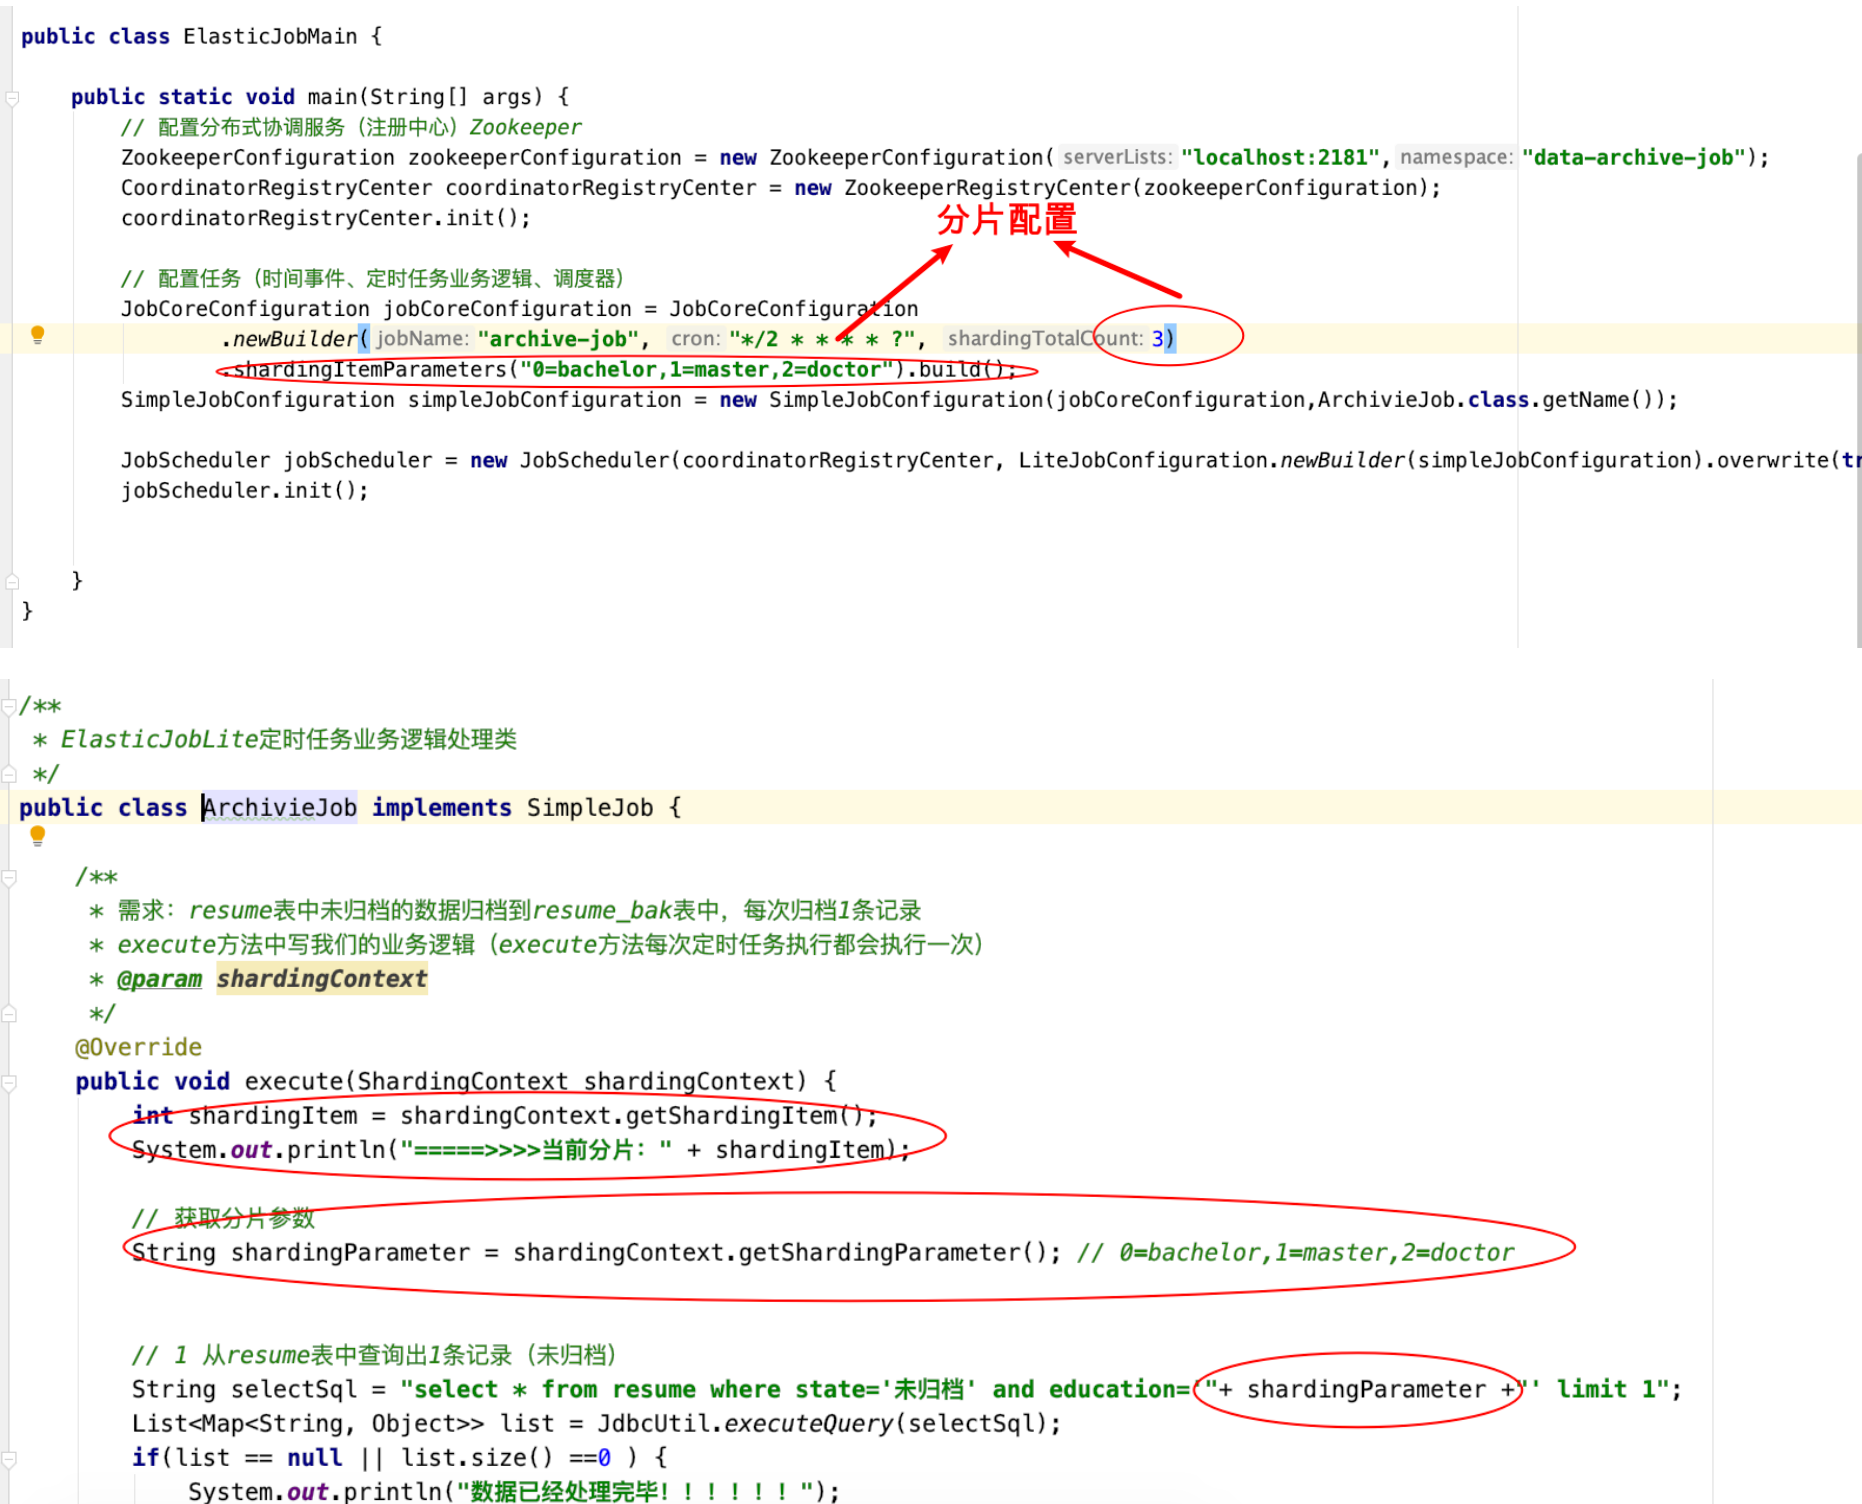 public class ElasticJobMain {
public static void main(String[] args) {
// 配置分布式协调服务（注册中心）Zookeeper
ZookeeperConfiguration zookeeperConfiguration = new ZookeeperConfiguration( serverLists: "localhost:2181", namespace: "data-archive-job");
CoordinatorRegistryCenter coordinatorRegistryCenter = new ZookeeperRegistryCenter(zookeeperConfiguration);
coordinatorRegistryCenter.init();
分片配置
// 配置任务（时间事件、定时任务业务逻辑、调度器）
JobCoreConfiguration jobCoreConfiguration = JobCoreConfiguration
.newBuilder( jobName: "archive-job", cron: "*/2 * * * * ?", shardingTotalCount: 3)
.shardingItemParameters("0=bachelor,1=master,2=doctor").build();
SimpleJobConfiguration simpleJobConfiguration = new SimpleJobConfiguration(jobCoreConfiguration,ArchivieJob.class.getName());
JobScheduler jobScheduler = new JobScheduler(coordinatorRegistryCenter, LiteJobConfiguration.newBuilder(simpleJobConfiguration).overwrite(tr
jobScheduler.init();
}
}
/**
* ElasticJobLite定时任务业务逻辑处理类
*/
public class ArchivieJob implements SimpleJob {
/**
* 需求：resume表中未归档的数据归档到resume_bak表中，每次归档1条记录
* execute方法中写我们的业务逻辑（execute方法每次定时任务执行都会执行一次）
* @param shardingContext
*/
@Override
public void execute(ShardingContext shardingContext) {
int shardingItem = shardingContext.getShardingItem();
System.out.println("=====>>>>当前分片：" + shardingItem);
// 获取分片参数
String shardingParameter = shardingContext.getShardingParameter(); // 0=bachelor,1=master,2=doctor
// 1 从resume表中查询出1条记录（未归档）
String selectSql = "select * from resume where state='未归档' and education='"+ shardingParameter +"' limit 1";
List<Map<String, Object>> list = JdbcUtil.executeQuery(selectSql);
if(list == null || list.size() ==0 ) {
System.out.println("数据已经处理完毕！！！！！！");